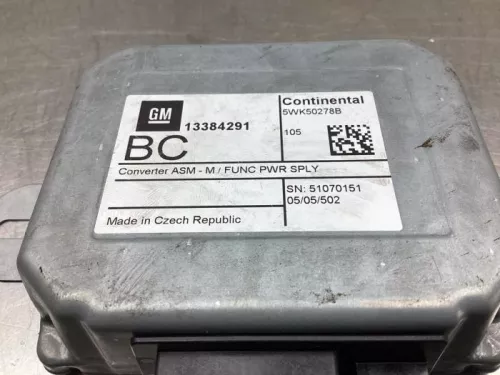 GM
13384291
BC
Continental
5WK50278B
105
Converter ASM - M / FUNC PWR SPLY
SN: 51070151
05/05/502
Made in Czech Republic